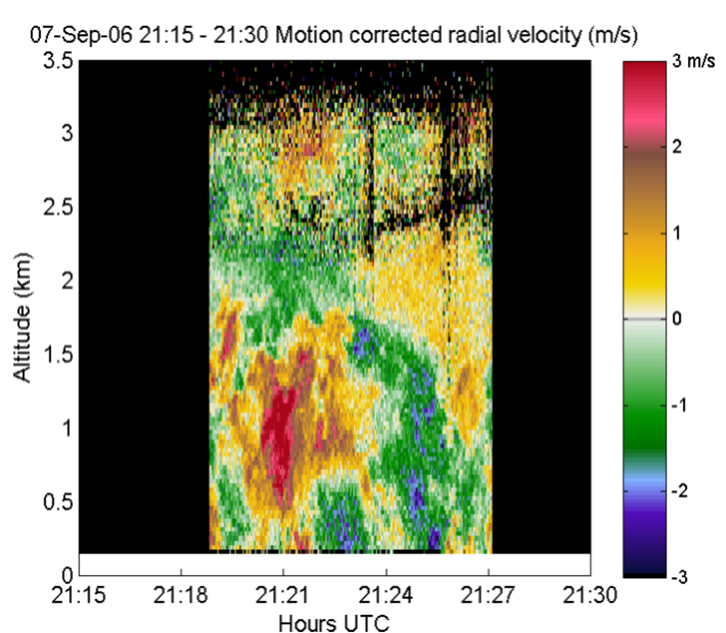 07-Sep-06 21:15 - 21:30 Motion corrected radial velocity (m/s)
3.5
3
2.5
2
1.5
1
0.5
0
Altitude (km)
21:15 21:18 21:21 21:24 21:27 21:30
Hours UTC
3 m/s
2
1
0
-1
-2
-3